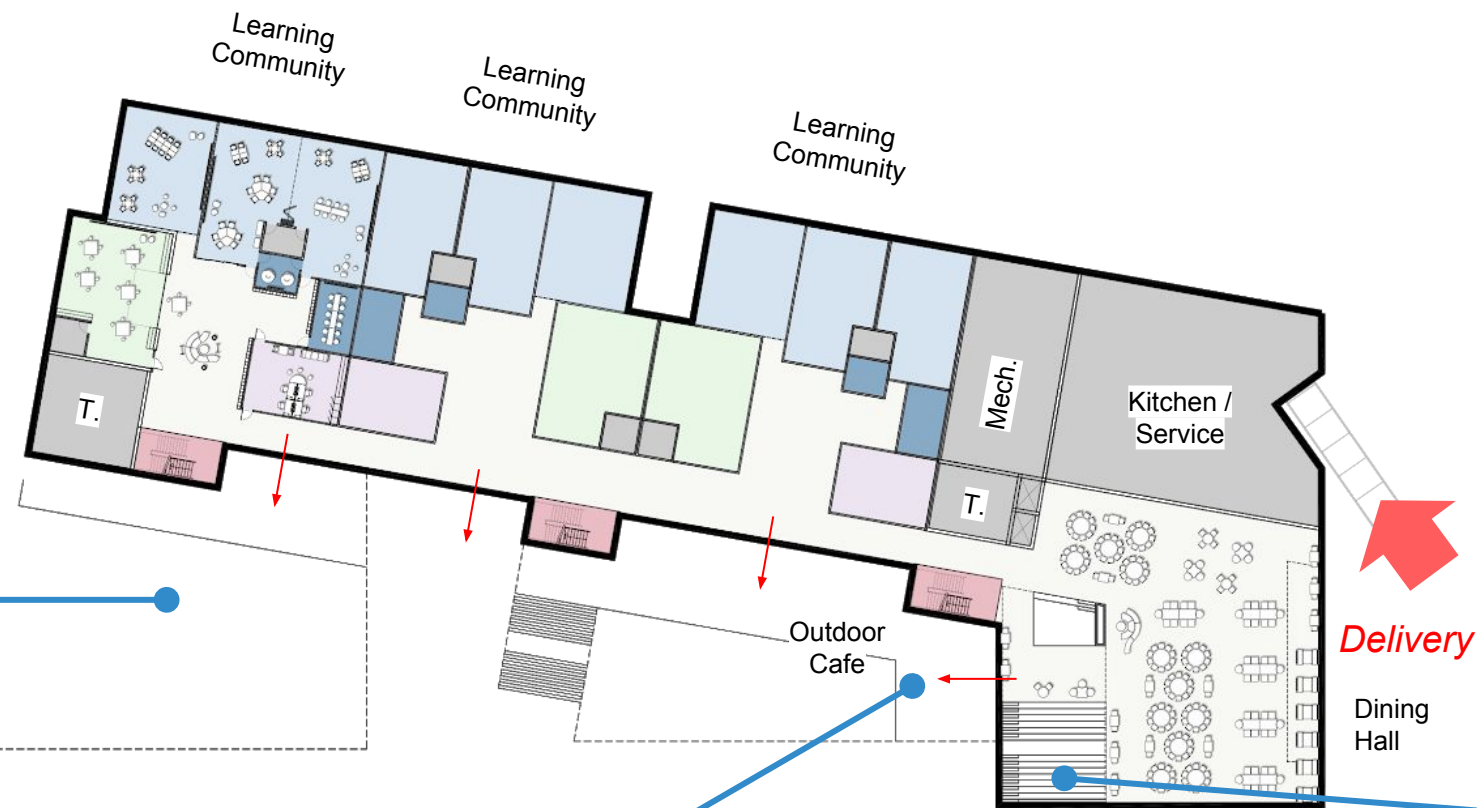 Learning
Community
Learning
Community
Learning
Community
Mech.
Kitchen /
Service
T.
T.
Delivery
Outdoor
Cafe
Dining
Hall